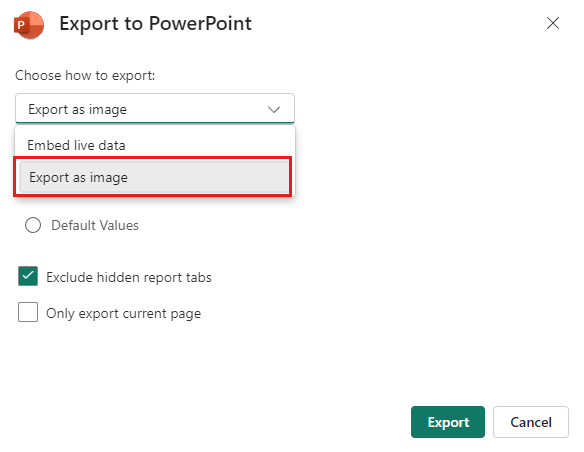 P
Export to PowerPoint
Choose how to export:
Export as image
Embed live data
Export as image
Default Values
Exclude hidden report tabs
Only export current page
Export Cancel